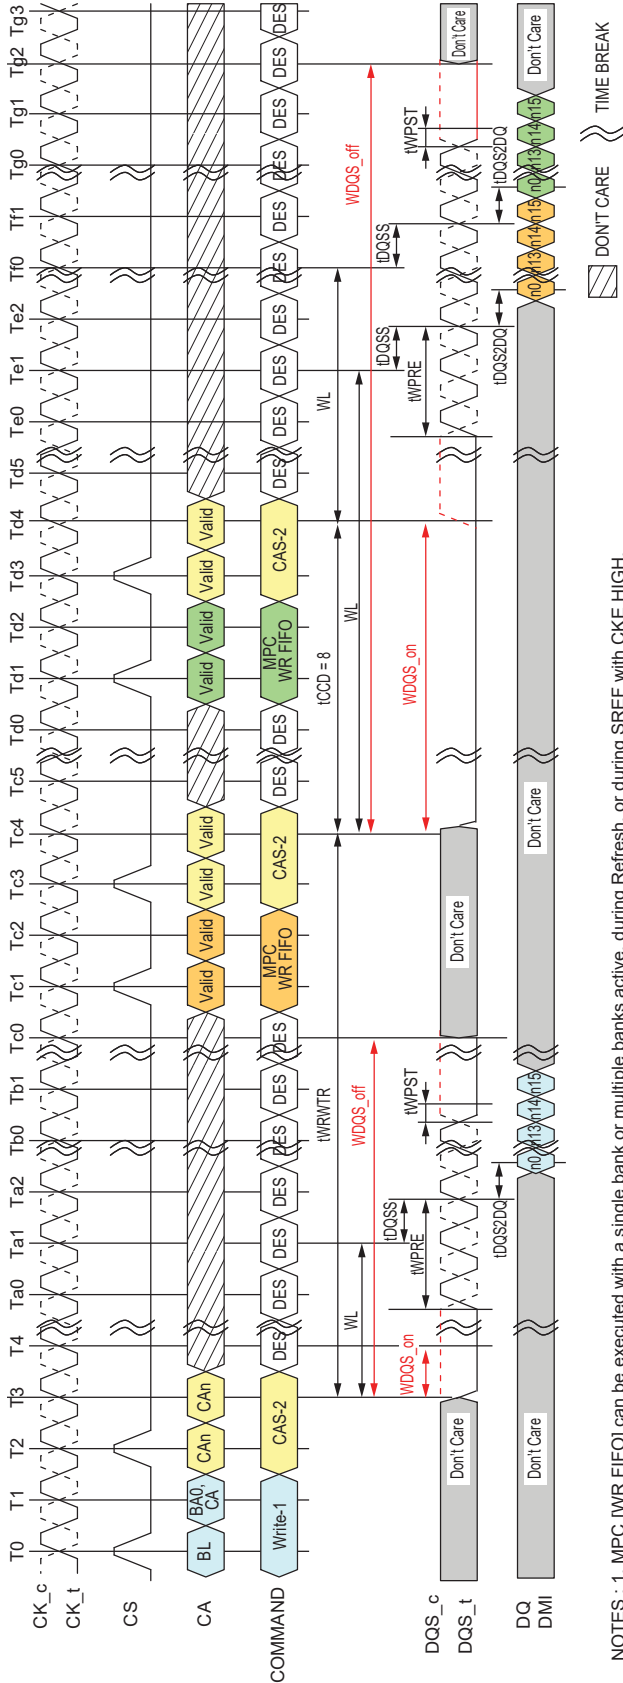 T0 T1 T2 T3 T4 Ta0 Ta1 Ta2 Tb0 Tb1 Tc0 Tc1 Tc2 Tc3 Tc4 Tc5 Td0 Td1 Td2 Td3 Td4 Td5 Te0 Te1 Te2 Tf0 Tf1 Tg0 Tg1 Tg2 Tg3
CK_c
CK_t
CS
CA BL BA0, CA CAn CAn Valid Valid Valid Valid Valid Valid Valid Valid
COMMAND Write-1 CAS-2 DES DES DES DES DES DES DES MPC WR FIFO CAS-2 DES DES MPC WR FIFO CAS-2 DES DES DES DES DES DES DES DES DES DES
WL tWRWTR tCCD = 8 WL
WL
WDQS_off WDQS_off
WDQS_on WDQS_on
tDQSS tWPST tDQSS tDQSS tWPST
tWPRE tWPRE
DQS_c
DQS_t Don't Care Don't Care Don't Care
tDQS2DQ tDQS2DQ tDQS2DQ
DQ
DMI Don't Care n0 n13 n14 n15 Don't Care n0 n13 n14 n15 n0 n13 n14 n15 Don't Care
DON'T CARE TIME BREAK
NOTES : 1. MPC [WR FIFO] can be executed with a single bank or multiple banks active, during Refresh, or during SREF with CKE HIGH.